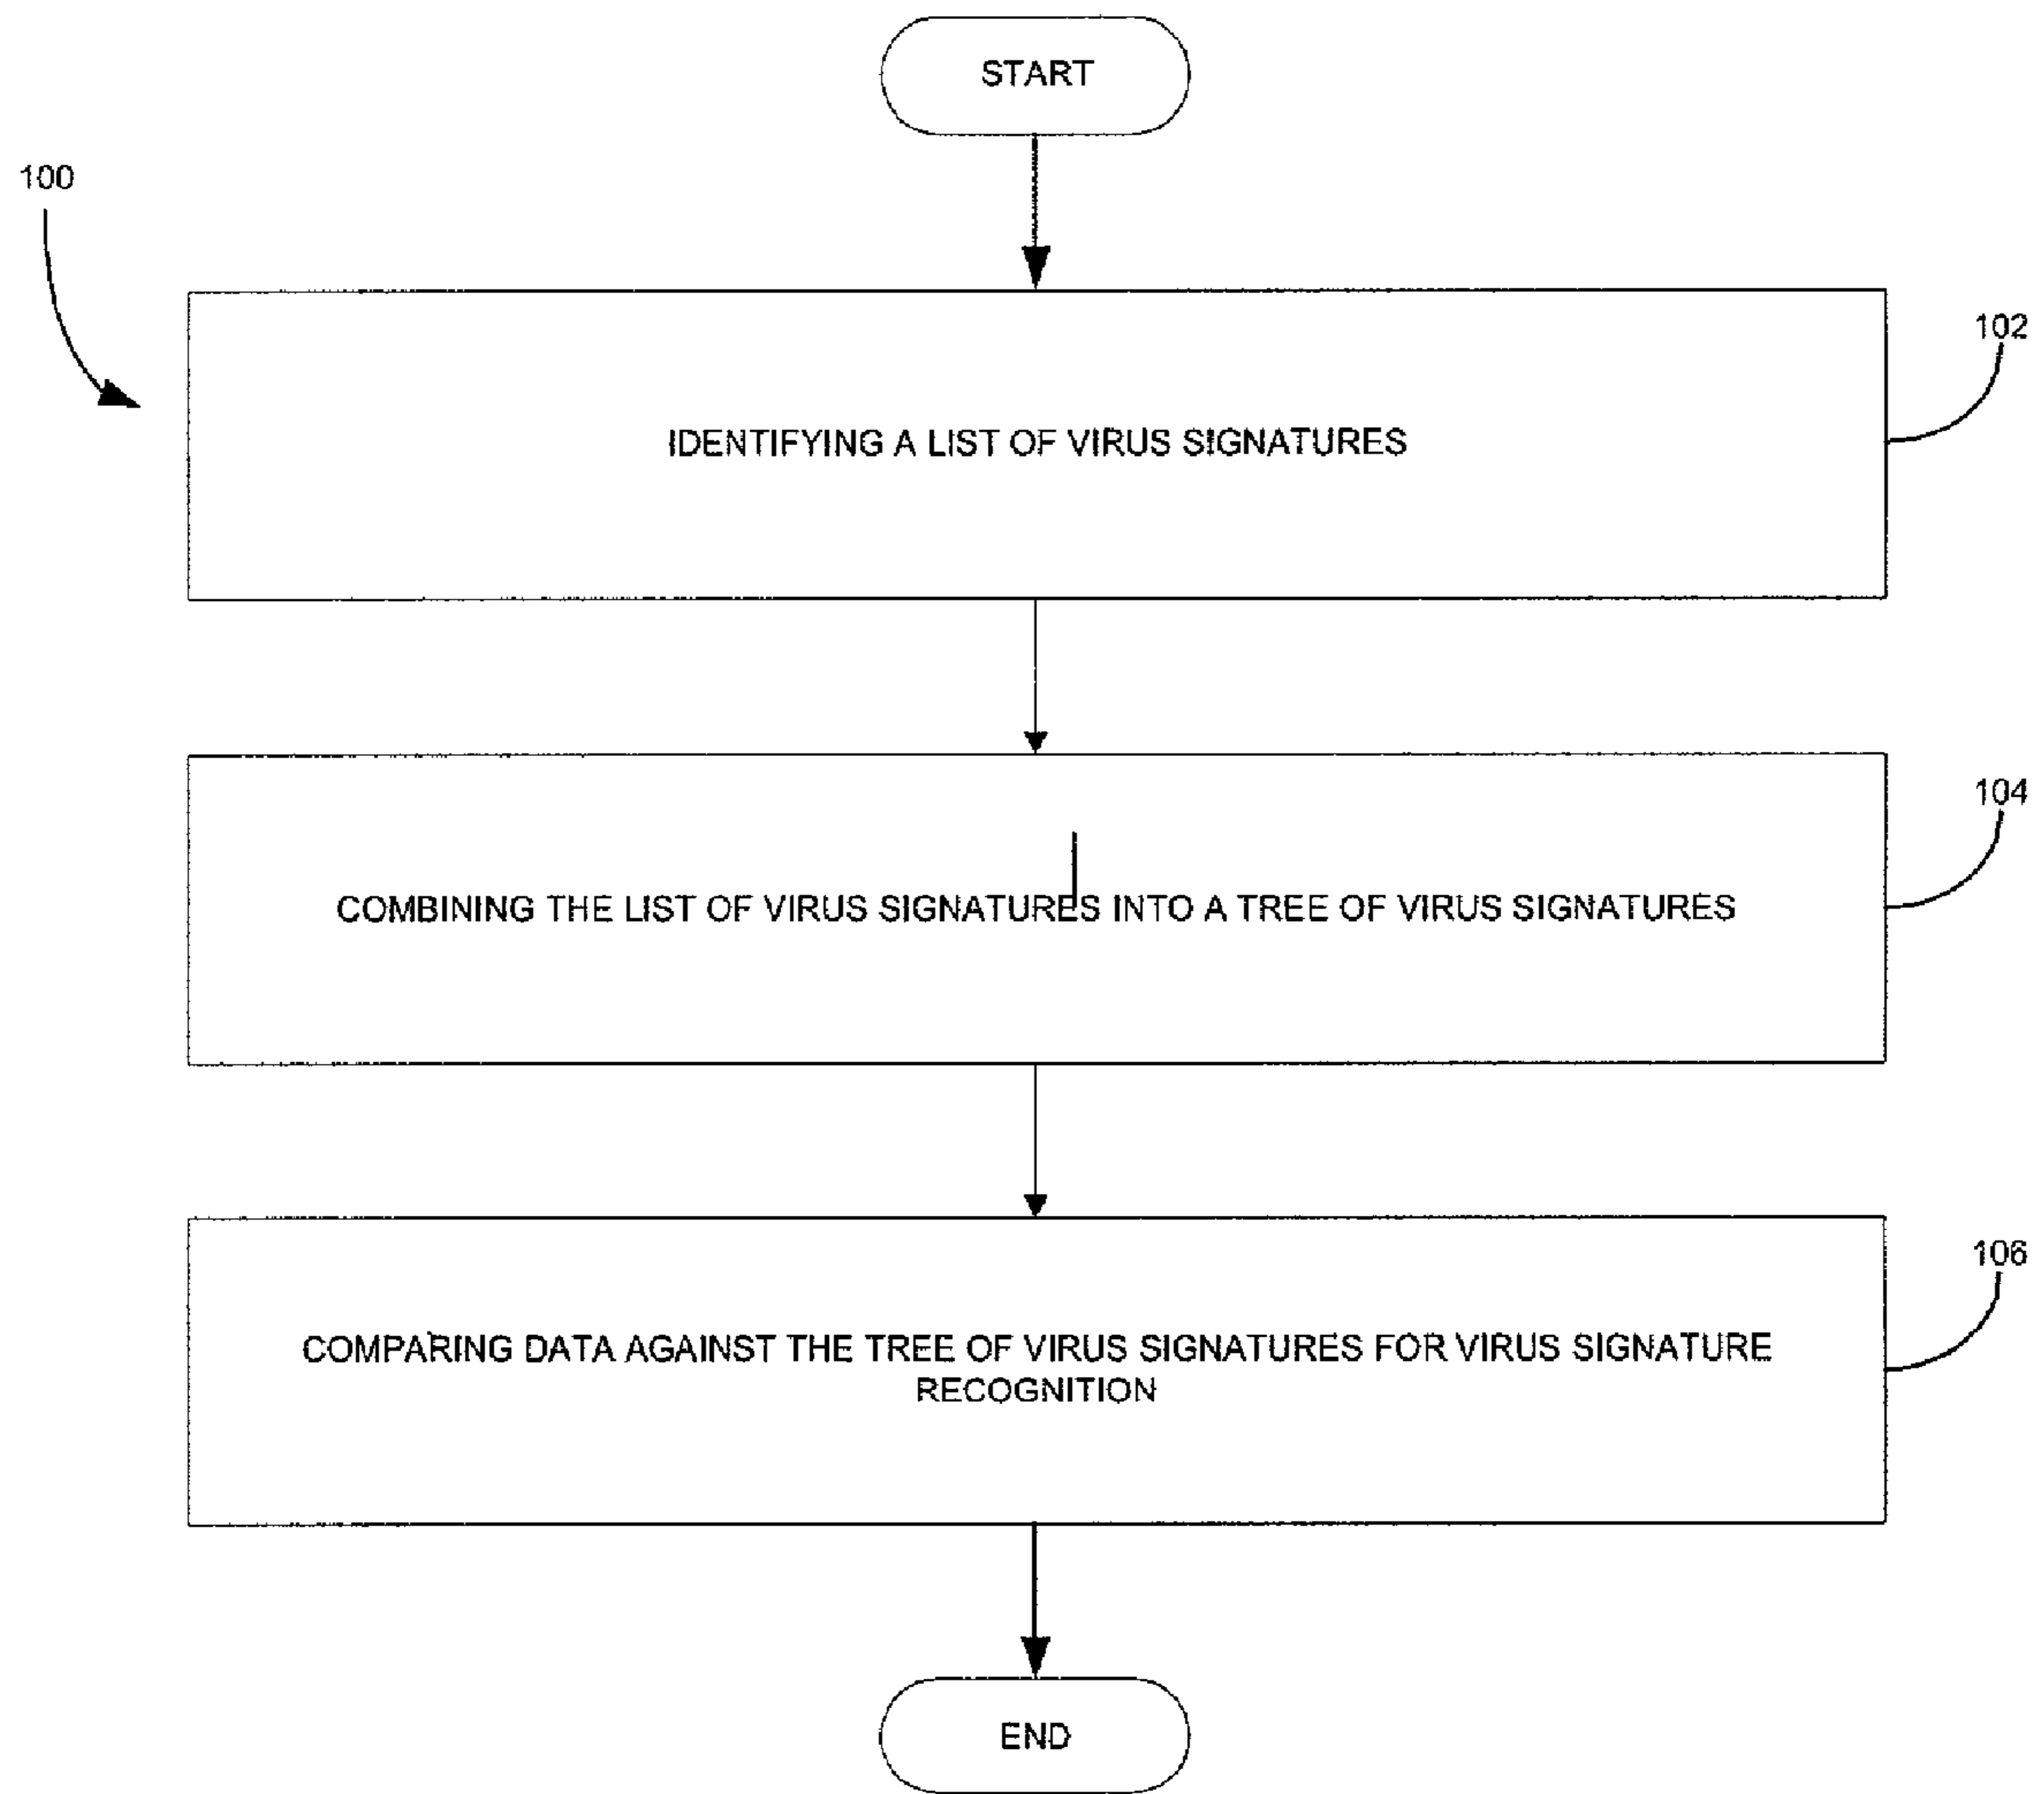 START
100
102
IDENTIFYING A LIST OF VIRUS SIGNATURES
104
COMBINING THE LIST OF VIRUS SIGNATURES INTO A TREE OF VIRUS SIGNATURES
106
COMPARING DATA AGAINST THE TREE OF VIRUS SIGNATURES FOR VIRUS SIGNATURE
RECOGNITION
END